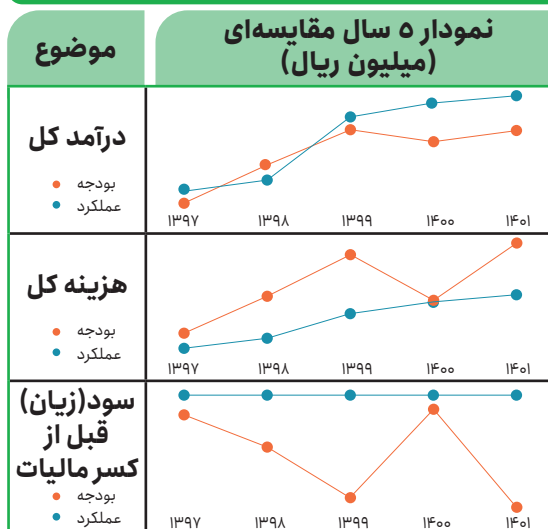 موضوع
نمودار ۵ سال مقایسه‌ای
(میلیون ریال)
درآمد کل
بودجه
عملکرد
۱۳۹۷ ۱۳۹۸ ۱۳۹۹ ۱۴۰۰ ۱۴۰۱
هزینه کل
بودجه
عملکرد
۱۳۹۷ ۱۳۹۸ ۱۳۹۹ ۱۴۰۰ ۱۴۰۱
سود(زیان)
قبل از
کسر مالیات
بودجه
عملکرد
۱۳۹۷ ۱۳۹۸ ۱۳۹۹ ۱۴۰۰ ۱۴۰۱